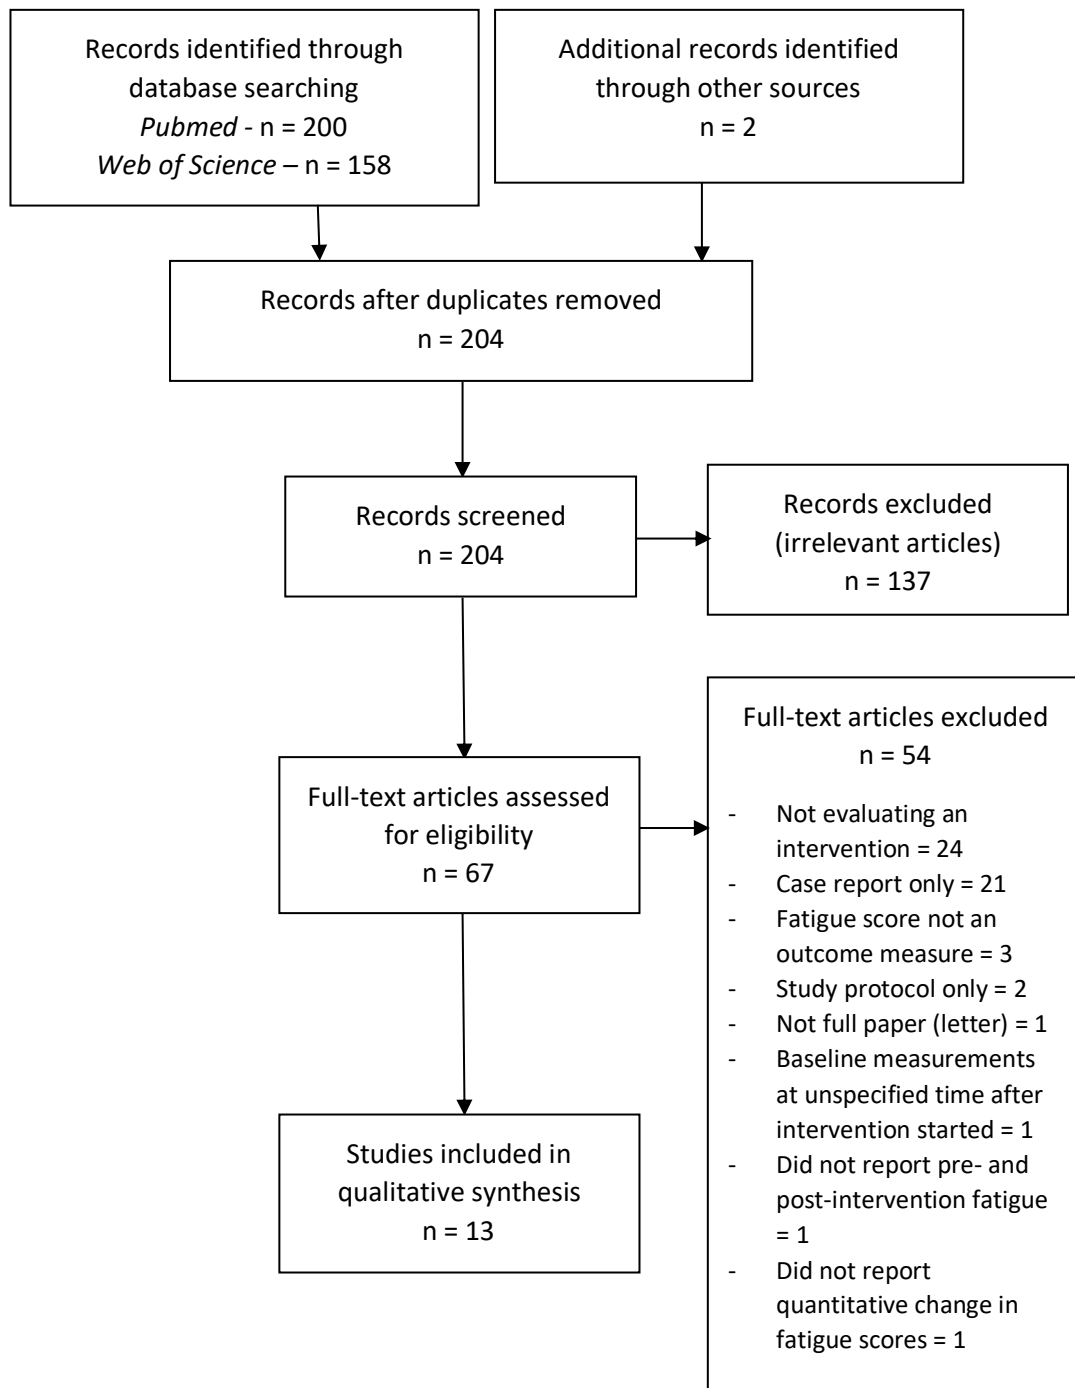 Records identified through
database searching
Pubmed - n = 200
Web of Science – n = 158
Additional records identified
through other sources
n = 2
Records after duplicates removed
n = 204
Records screened
n = 204
Records excluded
(irrelevant articles)
n = 137
Full-text articles assessed
for eligibility
n = 67
Full-text articles excluded
n = 54
- Not evaluating an
intervention = 24
- Case report only = 21
- Fatigue score not an
outcome measure = 3
- Study protocol only = 2
- Not full paper (letter) = 1
- Baseline measurements
at unspecified time after
intervention started = 1
- Did not report pre- and
post-intervention fatigue
= 1
- Did not report
quantitative change in
fatigue scores = 1
Studies included in
qualitative synthesis
n = 13